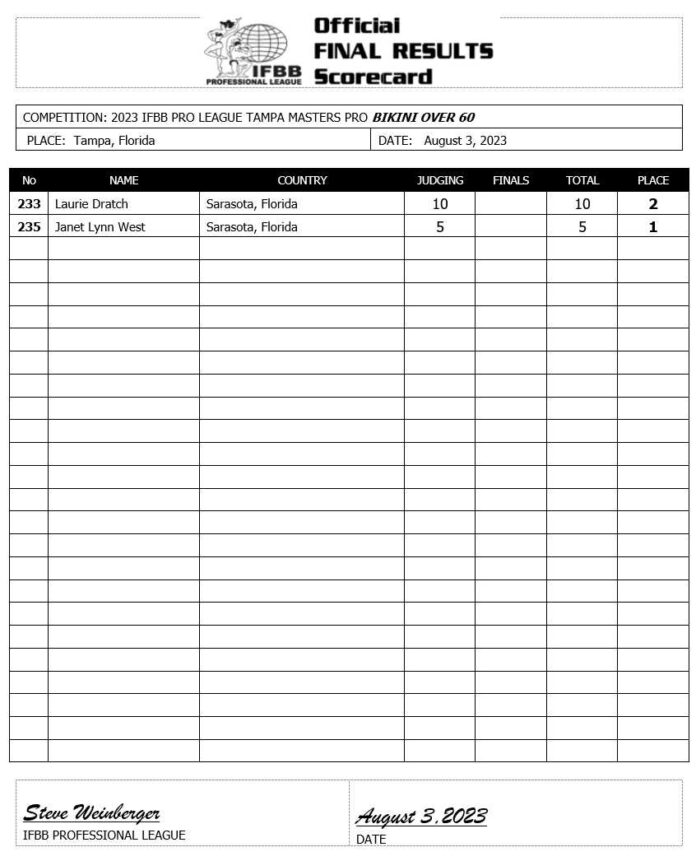 Official
FINAL RESULTS
Scorecard
IFBB
PROFESSIONAL LEAGUE
COMPETITION: 2023 IFBB PRO LEAGUE TAMPA MASTERS PRO BIKINI OVER 60
PLACE: Tampa, Florida DATE: August 3, 2023
No NAME COUNTRY JUDGING FINALS TOTAL PLACE
233 Laurie Dratch Sarasota, Florida 10 10 2
235 Janet Lynn West Sarasota, Florida 5 5 1
Steve Weinberger August 3,2023
IFBB PROFESSIONAL LEAGUE DATE